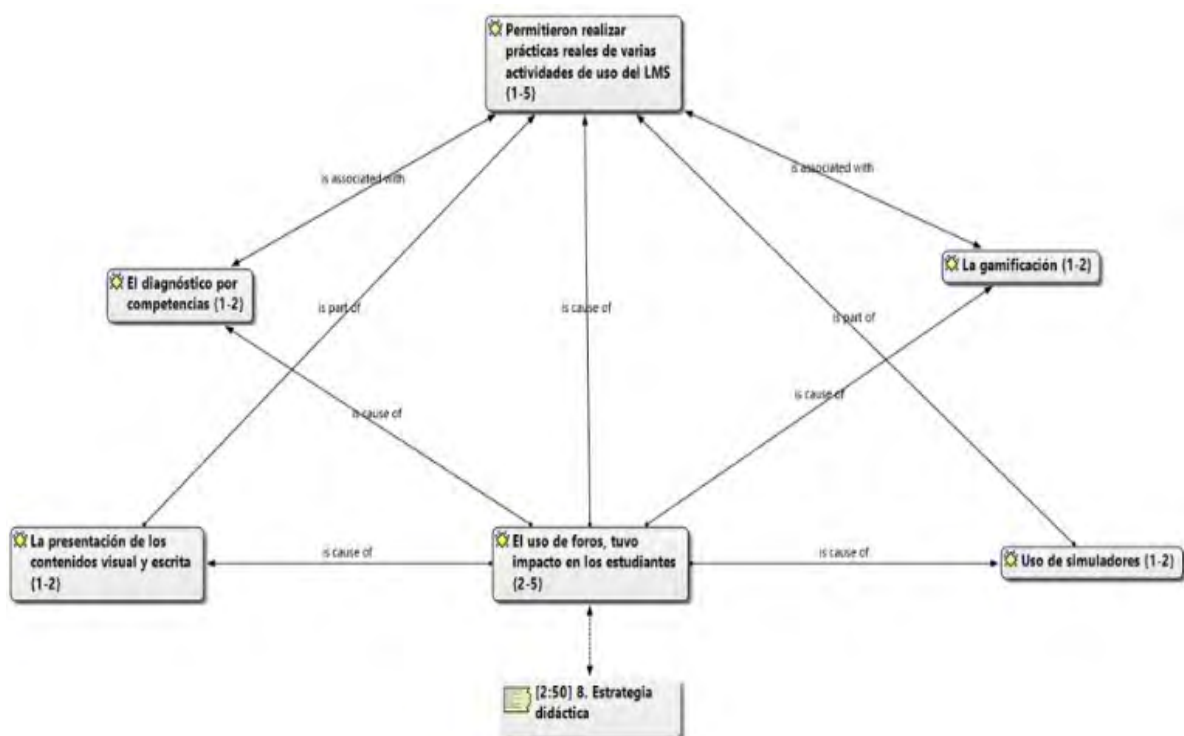 Permitieron realizar
prácticas reales de varias
actividades de uso del LMS
{1-5}
is associated with
is associated with
El diagnóstico por
competencias {1-2}
La gamificación {1-2}
is part of
is cause of
is part of
is cause of
is cause of
La presentación de los
contenidos visual y escrita
{1-2}
is cause of
El uso de foros, tuvo
impacto en los estudiantes
{2-5}
is cause of
Uso de simuladores {1-2}
[2:50] 8. Estrategia
didáctica